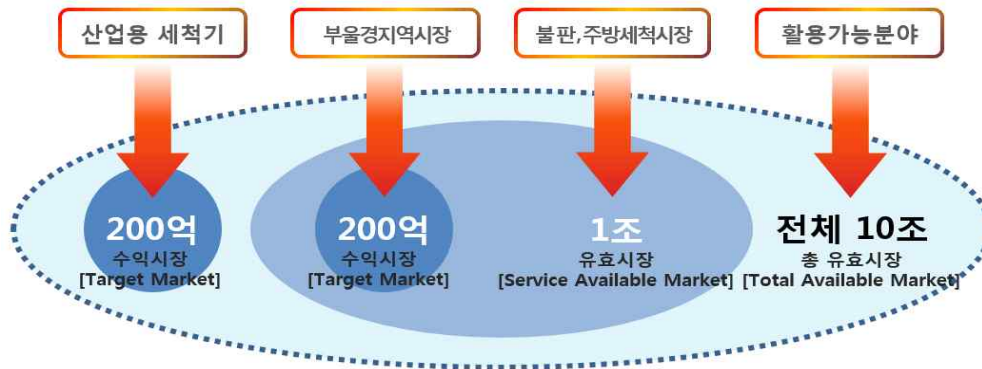 산업용 세척기
부울경지역시장
불판,주방세척시장
활용가능분야
200억
수익시장
[Target Market]
200억
수익시장
[Target Market]
1조
유효시장
[Service Available Market]
전체 10조
총 유효시장
[Total Available Market]